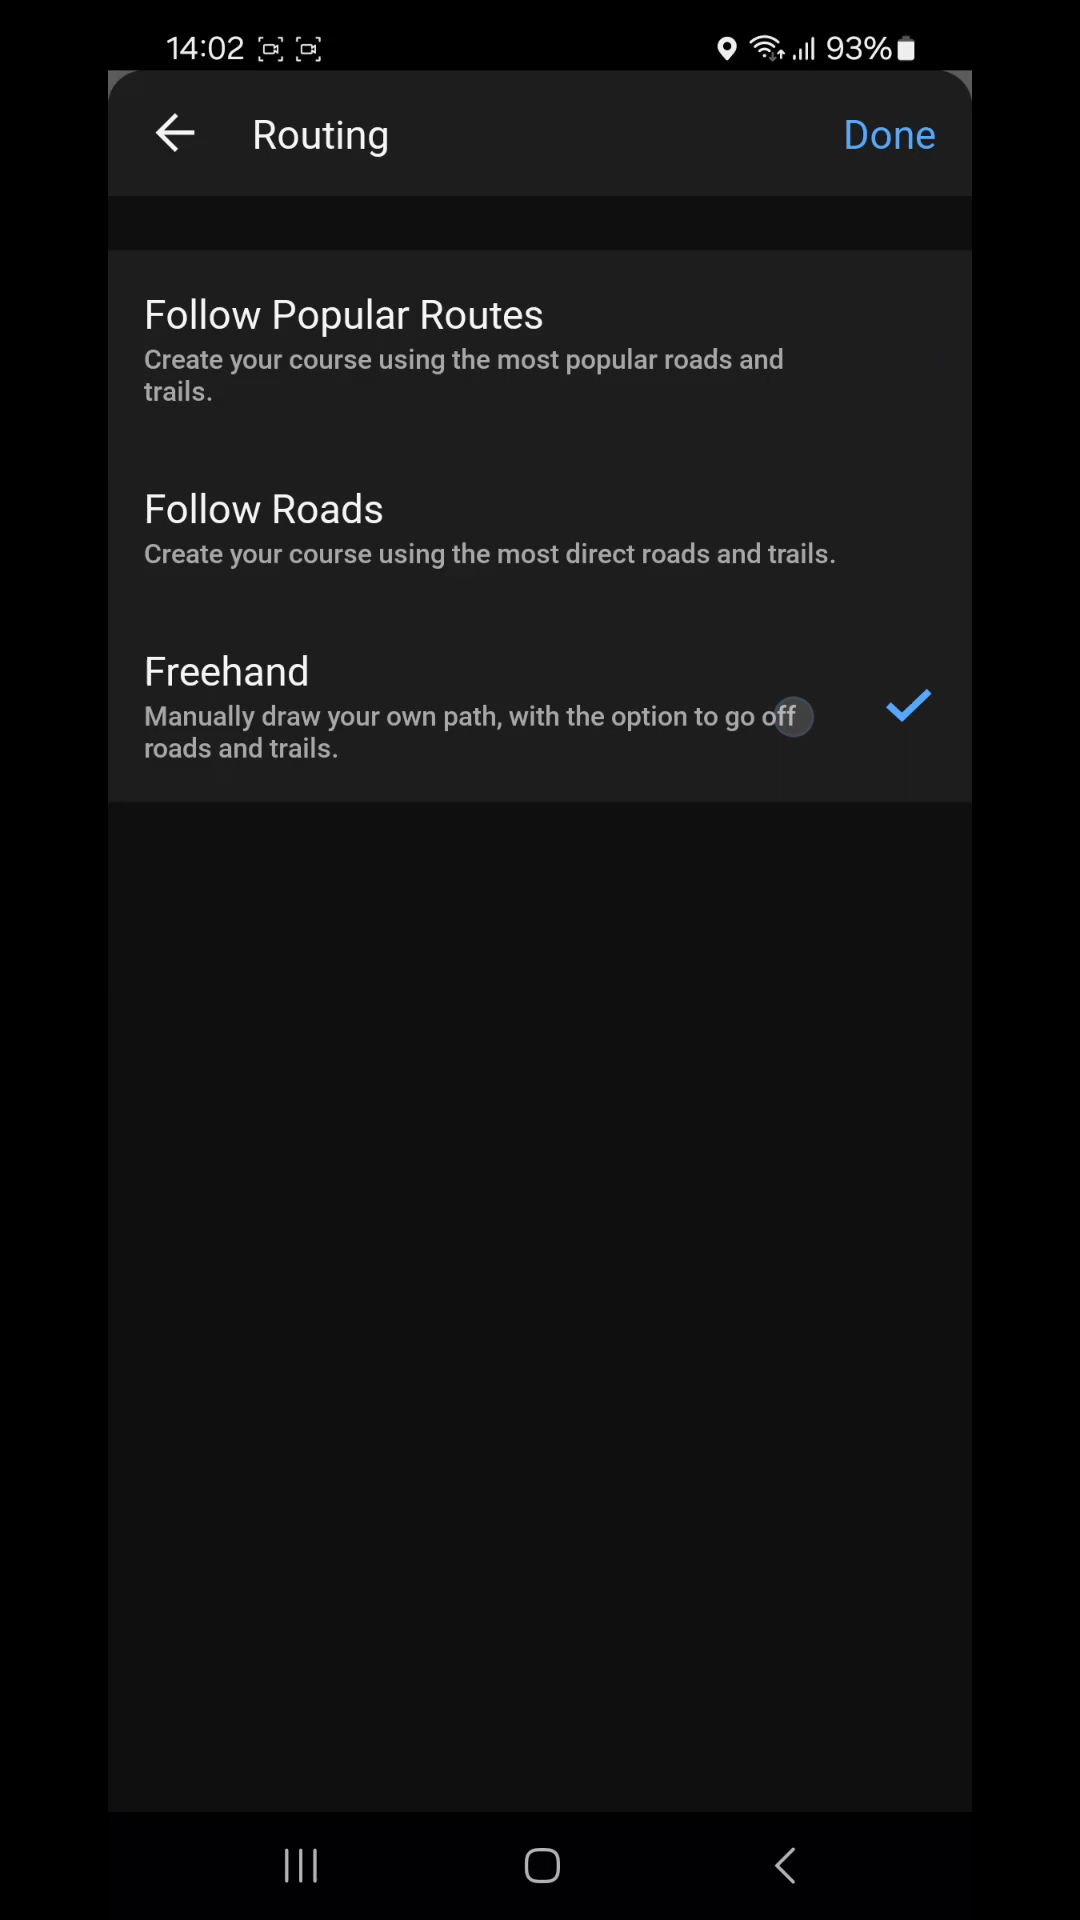 14:02 93%
Routing Done
Follow Popular Routes
Create your course using the most popular roads and
trails.
Follow Roads
Create your course using the most direct roads and trails.
Freehand
Manually draw your own path, with the option to go off
roads and trails.